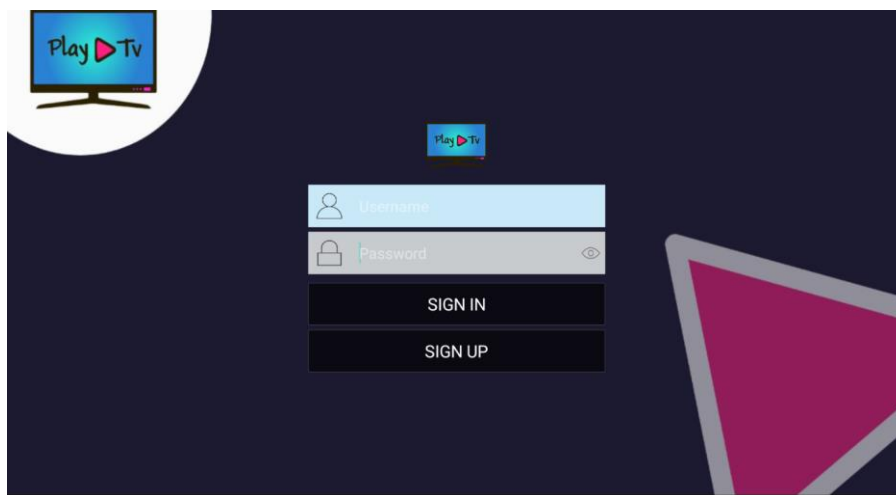 Play Tv
Play Tv
Username
Password
SIGN IN
SIGN UP